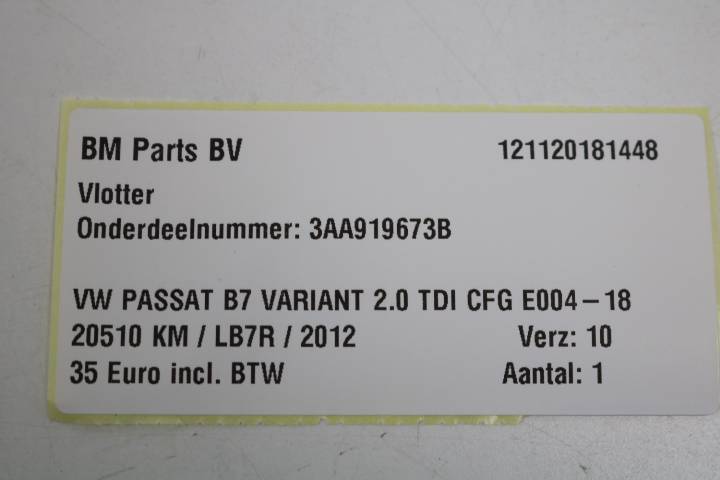 BM Parts BV 121120181448
Vlotter
Onderdeelnummer: 3AA919673B
VW PASSAT B7 VARIANT 2.0 TDI CFG E004-18
20510 KM / LB7R / 2012 Verz: 10
35 Euro incl. BTW Aantal: 1